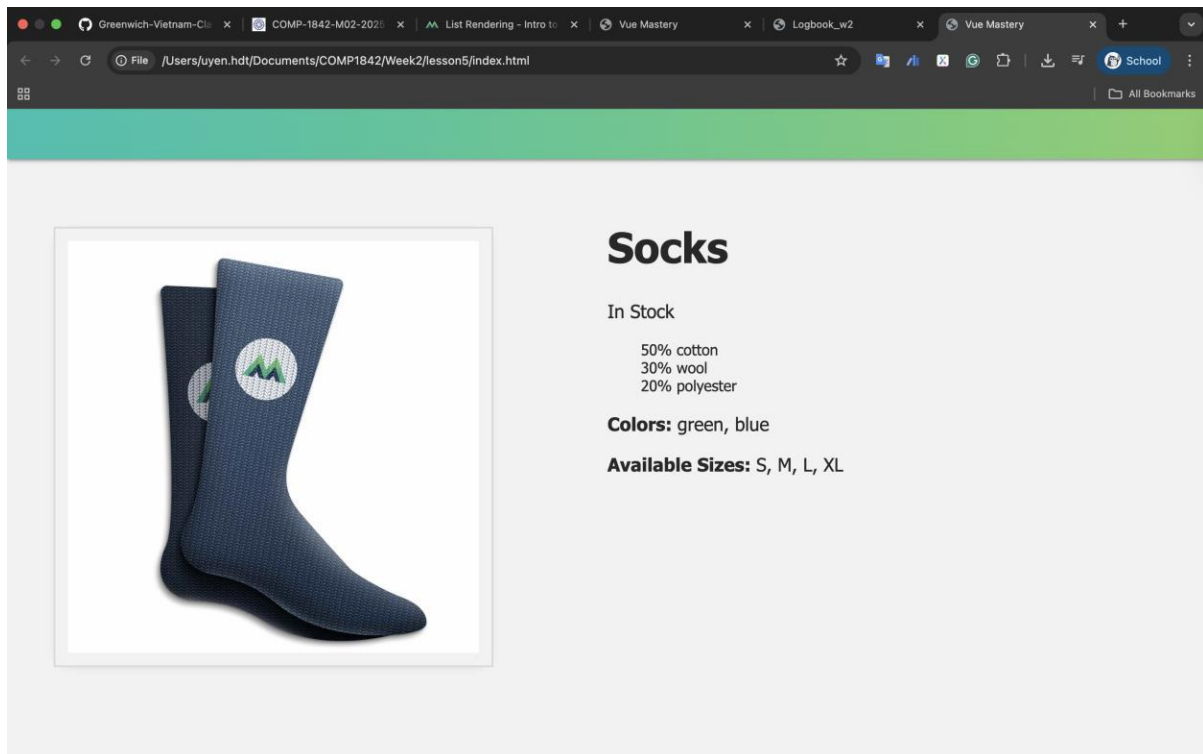 Greenwich-Vietnam-Cla
COMP-1842-M02-2025
List Rendering - Intro to
Vue Mastery
Logbook_w2
Vue Mastery
File
/Users/uyen.hdt/Documents/COMP1842/Week2/lesson5/index.html
School
All Bookmarks
Socks
In Stock
50% cotton
30% wool
20% polyester
Colors: green, blue
Available Sizes: S, M, L, XL